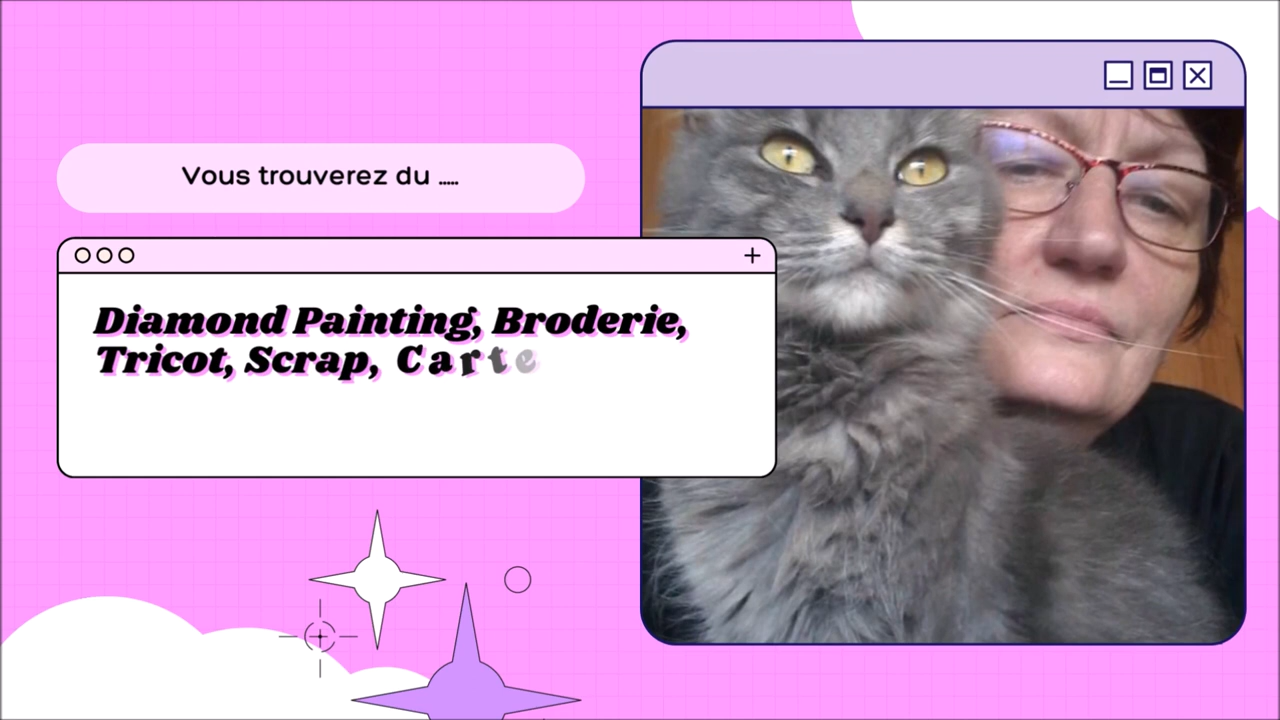 Vous trouverez du .....
Diamond Painting, Broderie,
Tricot, Scrap, Carte